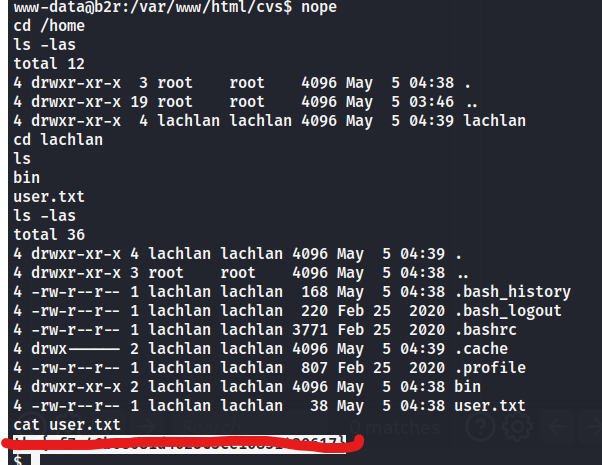 www-data@b2r:/var/www/html/cvs$ nope
cd /home
ls -las
total 12
4 drwxr-xr-x  3 root    root    4096 May  5 04:38 .
4 drwxr-xr-x 19 root    root    4096 May  5 03:46 ..
4 drwxr-xr-x  4 lachlan lachlan 4096 May  5 04:39 lachlan
cd lachlan
ls
bin
user.txt
ls -las
total 36
4 drwxr-xr-x 4 lachlan lachlan 4096 May  5 04:39 .
4 drwxr-xr-x 3 root    root    4096 May  5 04:38 ..
4 -rw-r--r-- 1 lachlan lachlan  168 May  5 04:38 .bash_history
4 -rw-r--r-- 1 lachlan lachlan  220 Feb 25  2020 .bash_logout
4 -rw-r--r-- 1 lachlan lachlan 3771 Feb 25  2020 .bashrc
4 drwx------ 2 lachlan lachlan 4096 May  5 04:39 .cache
4 -rw-r--r-- 1 lachlan lachlan  807 Feb 25  2020 .profile
4 drwxr-xr-x 2 lachlan lachlan 4096 May  5 04:38 bin
4 -rw-r--r-- 1 lachlan lachlan   38 May  5 04:38 user.txt
cat user.txt
Search 0 matches
$